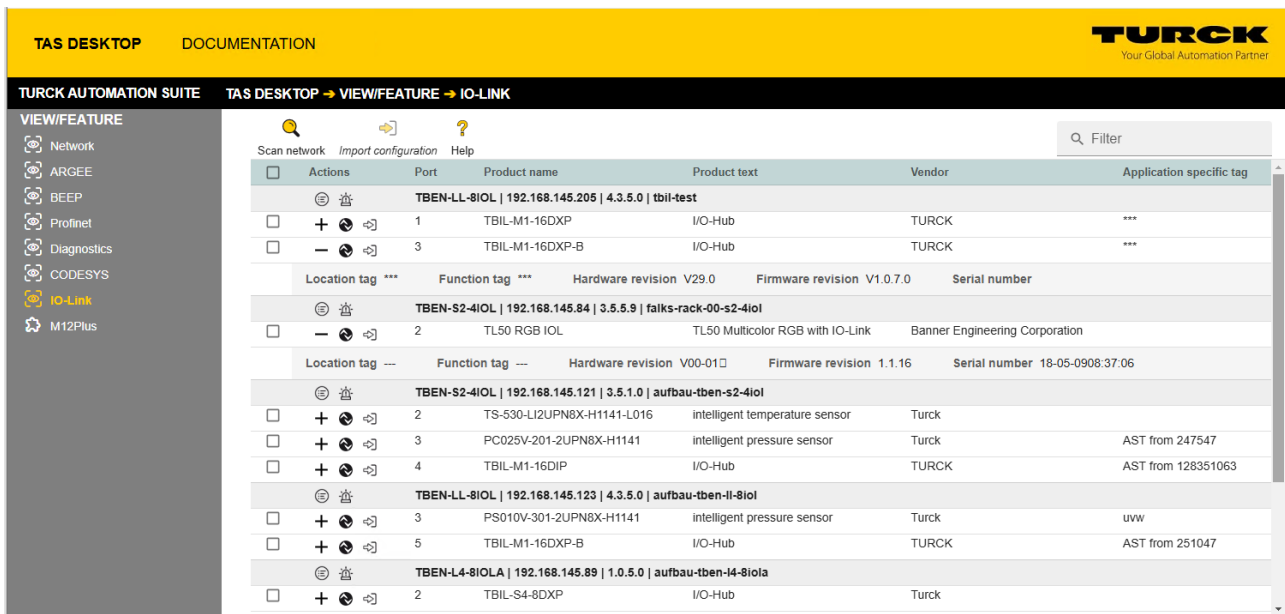 TAS DESKTOP DOCUMENTATION
TURCK
Your Global Automation Partner
TURCK AUTOMATION SUITE TAS DESKTOP ➔ VIEW/FEATURE ➔ IO-LINK
VIEW/FEATURE
Network
ARGEE
BEEP
Profinet
Diagnostics
CODESYS
IO-Link
M12Plus
Scan network Import configuration Help
Filter
Actions Port Product name Product text Vendor Application specific tag
TBEN-LL-8IOL | 192.168.145.205 | 4.3.5.0 | tbil-test
1 TBIL-M1-16DXP I/O-Hub TURCK ***
3 TBIL-M1-16DXP-B I/O-Hub TURCK ***
Location tag *** Function tag *** Hardware revision V29.0 Firmware revision V1.0.7.0 Serial number
TBEN-S2-4IOL | 192.168.145.84 | 3.5.5.9 | falks-rack-00-s2-4iol
2 TL50 RGB IOL TL50 Multicolor RGB with IO-Link Banner Engineering Corporation
Location tag --- Function tag --- Hardware revision V00-01▯ Firmware revision 1.1.16 Serial number 18-05-0908:37:06
TBEN-S2-4IOL | 192.168.145.121 | 3.5.1.0 | aufbau-tben-s2-4iol
2 TS-530-LI2UPN8X-H1141-L016 intelligent temperature sensor Turck
3 PC025V-201-2UPN8X-H1141 intelligent pressure sensor Turck AST from 247547
4 TBIL-M1-16DIP I/O-Hub TURCK AST from 128351063
TBEN-LL-8IOL | 192.168.145.123 | 4.3.5.0 | aufbau-tben-ll-8iol
3 PS010V-301-2UPN8X-H1141 intelligent pressure sensor Turck uvw
5 TBIL-M1-16DXP-B I/O-Hub TURCK AST from 251047
TBEN-L4-8IOLA | 192.168.145.89 | 1.0.5.0 | aufbau-tben-l4-8iola
2 TBIL-S4-8DXP I/O-Hub Turck